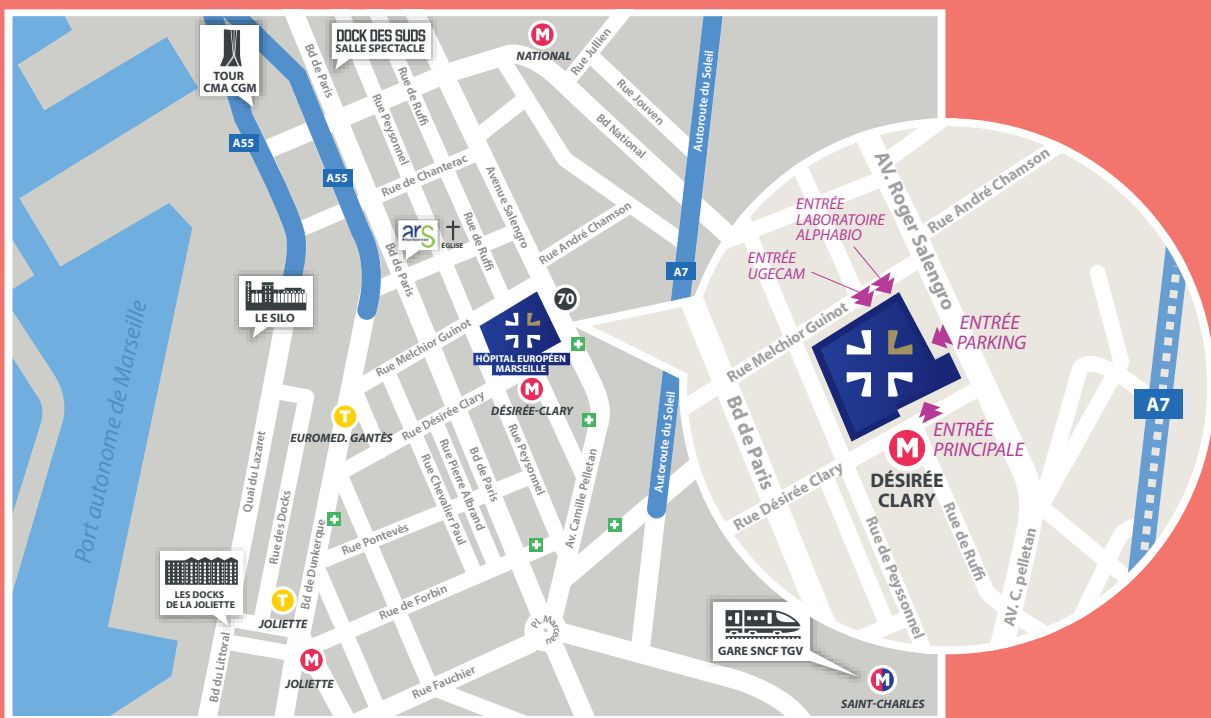 TOUR
CMA CGM
DOCK DES SUDS
SALLE SPECTACLE
M
NATIONAL
Bd de Paris
Rue de Ruffi
Rue Peysonnel
Rue Jullien
Rue Jouven
Bd National
Autoroute du Soleil
A55
A55
Rue de Chanterac
Avenue Salengro
Rue de Ruffi
Rue André Chamson
ars
ÉGLISE
Bd de Paris
A7
LE SILO
70
Rue Melchior Guinot
HÔPITAL EUROPÉEN
MARSEILLE
M
DÉSIRÉE-CLARY
Port autonome de Marseille
T
EUROMED. GANTÈS
Rue Désirée Clary
Quai du Lazaret
Rue des Docks
Bd de Dunkerque
Rue Chevalier Paul
Rue Pierre Albrand
Bd de Paris
Rue Peysonnel
Av. Camille Pelletan
Autoroute du Soleil
Rue Pontevès
LES DOCKS
DE LA JOLIETTE
T
JOLIETTE
Rue de Forbin
Bd du Littoral
M
JOLIETTE
Rue Fauchier
Pl. Marceau
GARE SNCF TGV
M
SAINT-CHARLES
AV. Roger Salengro
Rue André Chamson
ENTRÉE
LABORATOIRE
ALPHABIO
ENTRÉE
UGECAM
Rue Melchior Guinot
ENTRÉE
PARKING
Bd de Paris
A7
ENTRÉE
PRINCIPALE
M
DÉSIRÉE
CLARY
Rue Désirée Clary
Rue de Peyssonnel
Rue de Ruffi
AV. C. pelletan